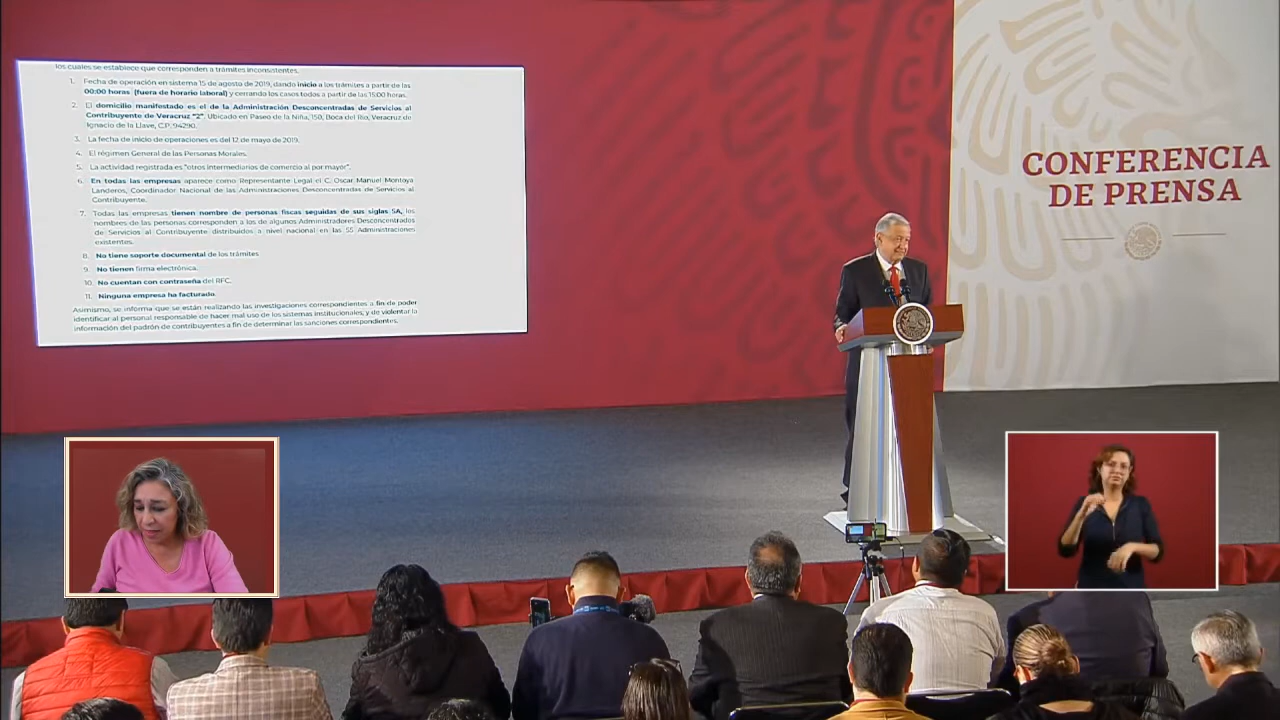 los cuales se establece que corresponden a trámites inconsistentes.
1. Fecha de operación en sistema 15 de agosto de 2019, dando inicio a los trámites a partir de las
00:00 horas (fuera de horario laboral) y cerrando los casos todos a partir de las 15:00 horas.
2. El domicilio manifestado es el de la Administración Desconcentradas de Servicios al
Contribuyente de Veracruz "2". Ubicado en Paseo de la Niña, 150, Boca del Río, Veracruz de
Ignacio de la Llave, C.P. 94290.
3. La fecha de inicio de operaciones es del 12 de mayo de 2019.
4. El régimen General de las Personas Morales.
5. La actividad registrada es "otros intermediarios de comercio al por mayor".
6. En todas las empresas aparece como Representante Legal el C. Oscar Manuel Montoya
Landeros, Coordinador Nacional de las Administraciones Desconcentradas de Servicios al
Contribuyente.
7. Todas las empresas tienen nombre de personas fiscas seguidas de sus siglas SA, los
nombres de las personas corresponden a los de algunos Administradores Desconcentrados
de Servicios al Contribuyente distribuidos a nivel nacional en las 55 Administraciones
existentes.
8. No tiene soporte documental de los trámites
9. No tienen firma electrónica.
10. No cuentan con contraseña del RFC.
11. Ninguna empresa ha facturado.
Asimismo, se informa que se están realizando las investigaciones correspondientes a fin de poder
identificar al personal responsable de hacer mal uso de los sistemas institucionales, y de violentar la
información del padrón de contribuyentes a fin de determinar las sanciones correspondientes.
CONFERENCIA
DE PRENSA